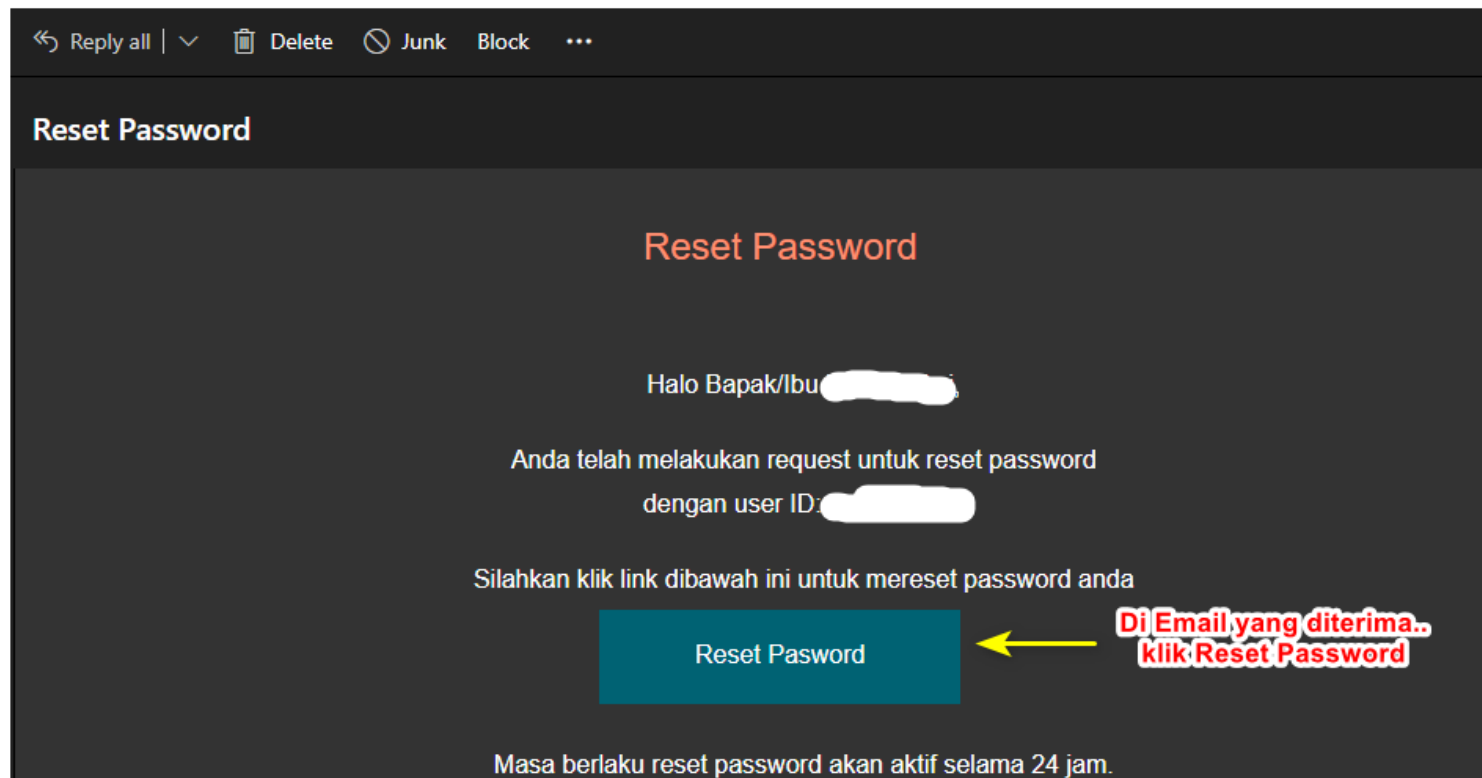 Reply all
Delete
Junk
Block
Reset Password
Reset Password
Halo Bapak/Ibu
Anda telah melakukan request untuk reset password
dengan user ID:
Silahkan klik link dibawah ini untuk mereset password anda
Reset Pasword
Di Email yang diterima..
klik Reset Password
Masa berlaku reset password akan aktif selama 24 jam.